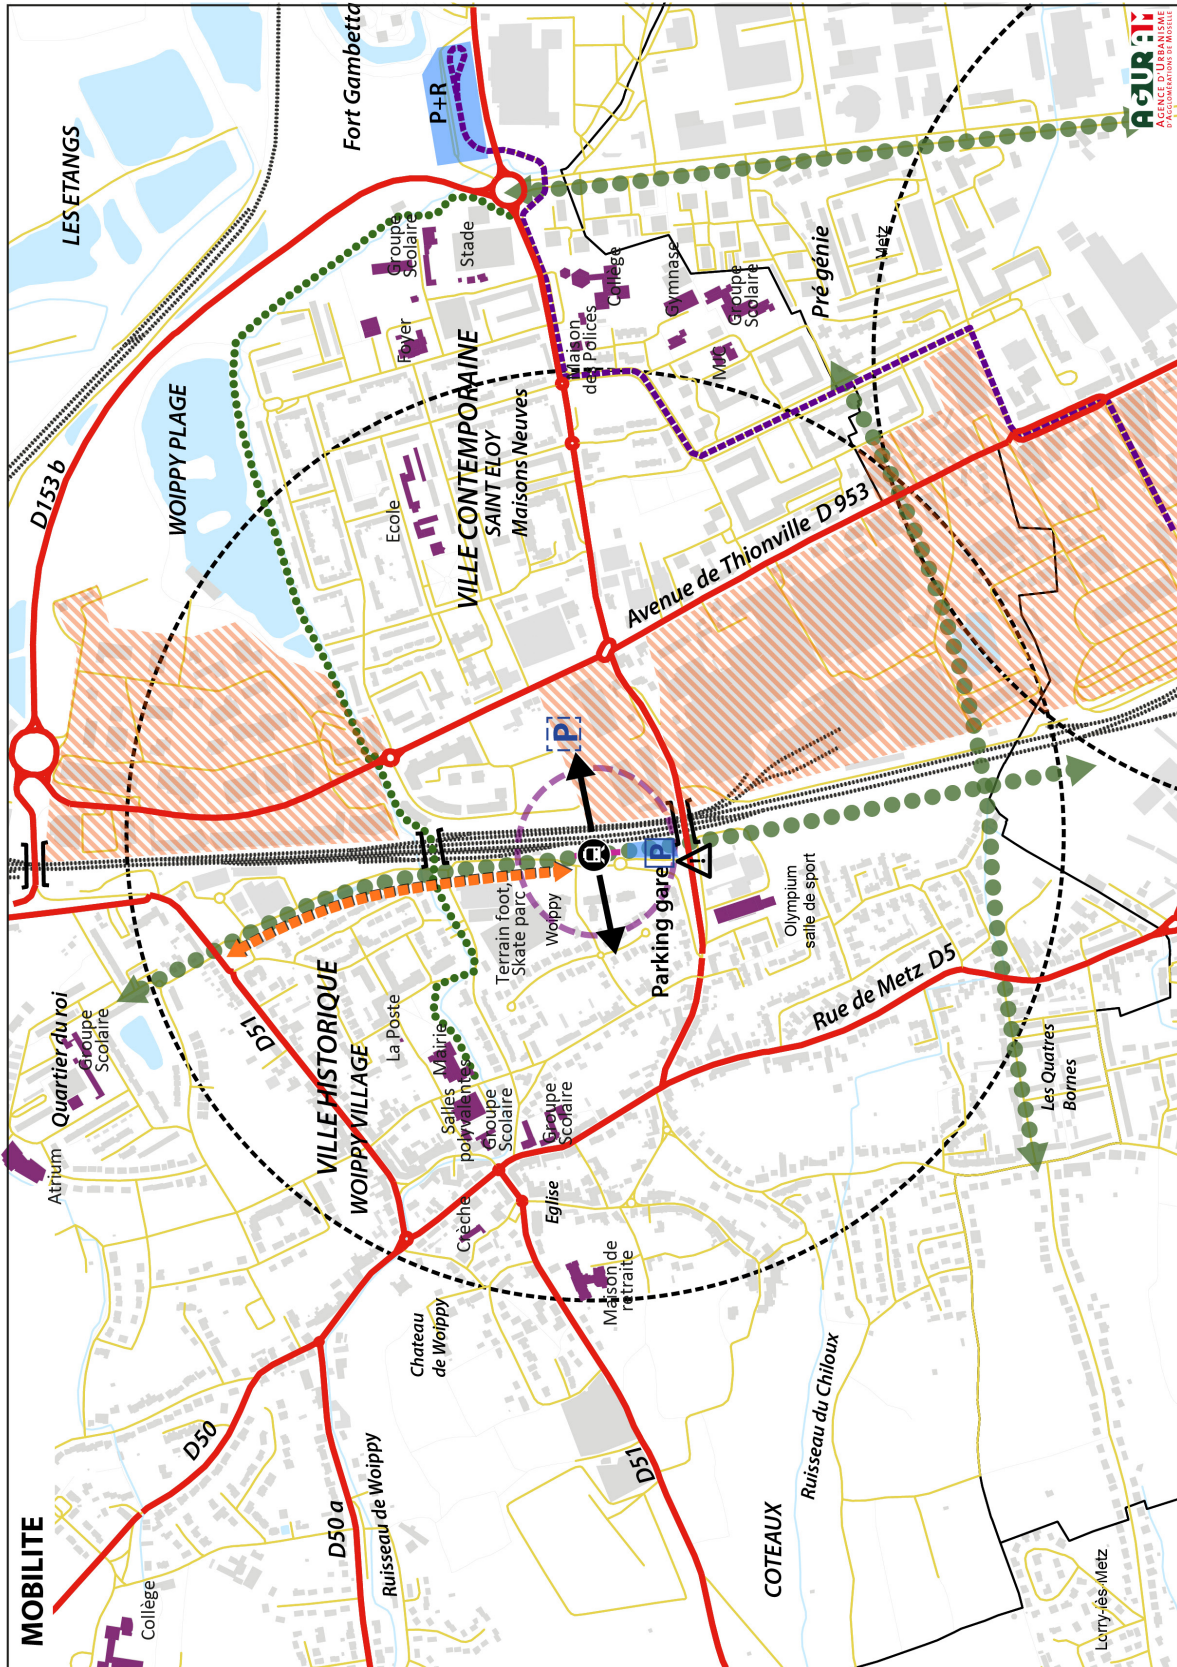 MOBILITE
Collège
D50
D50 a
Ruisseau de Woippy
Atrium
Quartier du roi
Groupe
Scolaire
D51
VILLE HISTORIQUE
WOIPPY VILLAGE
La Poste
Mairie
Salles
polyvalentes
Groupe
Scolaire
Groupe
Scolaire
Crèche
Eglise
Chateau
de Woippy
Maison de
retraite
D51
COTEAUX
Ruisseau du Chiloux
Lorry-lès-Metz
Les Quatres
Bornes
Rue de Metz D5
Olympium
salle de sport
Parking gare
P
P
Woippy
Terrain foot,
Skate parc
D153 b
WOIPPY PLAGE
LES ETANGS
Fort Gambetta
P+R
Groupe
Scolaire
Stade
Foyer
Ecole
VILLE CONTEMPORAINE
SAINT ELOY
Maisons Neuves
Maison
des Polices
Collège
Gymnase
Groupe
Scolaire
MJC
Pré génie
Metz
Avenue de Thionville D 953
AGURAM
AGENCE D'URBANISME
D'AGGLOMÉRATIONS DE MOSELLE